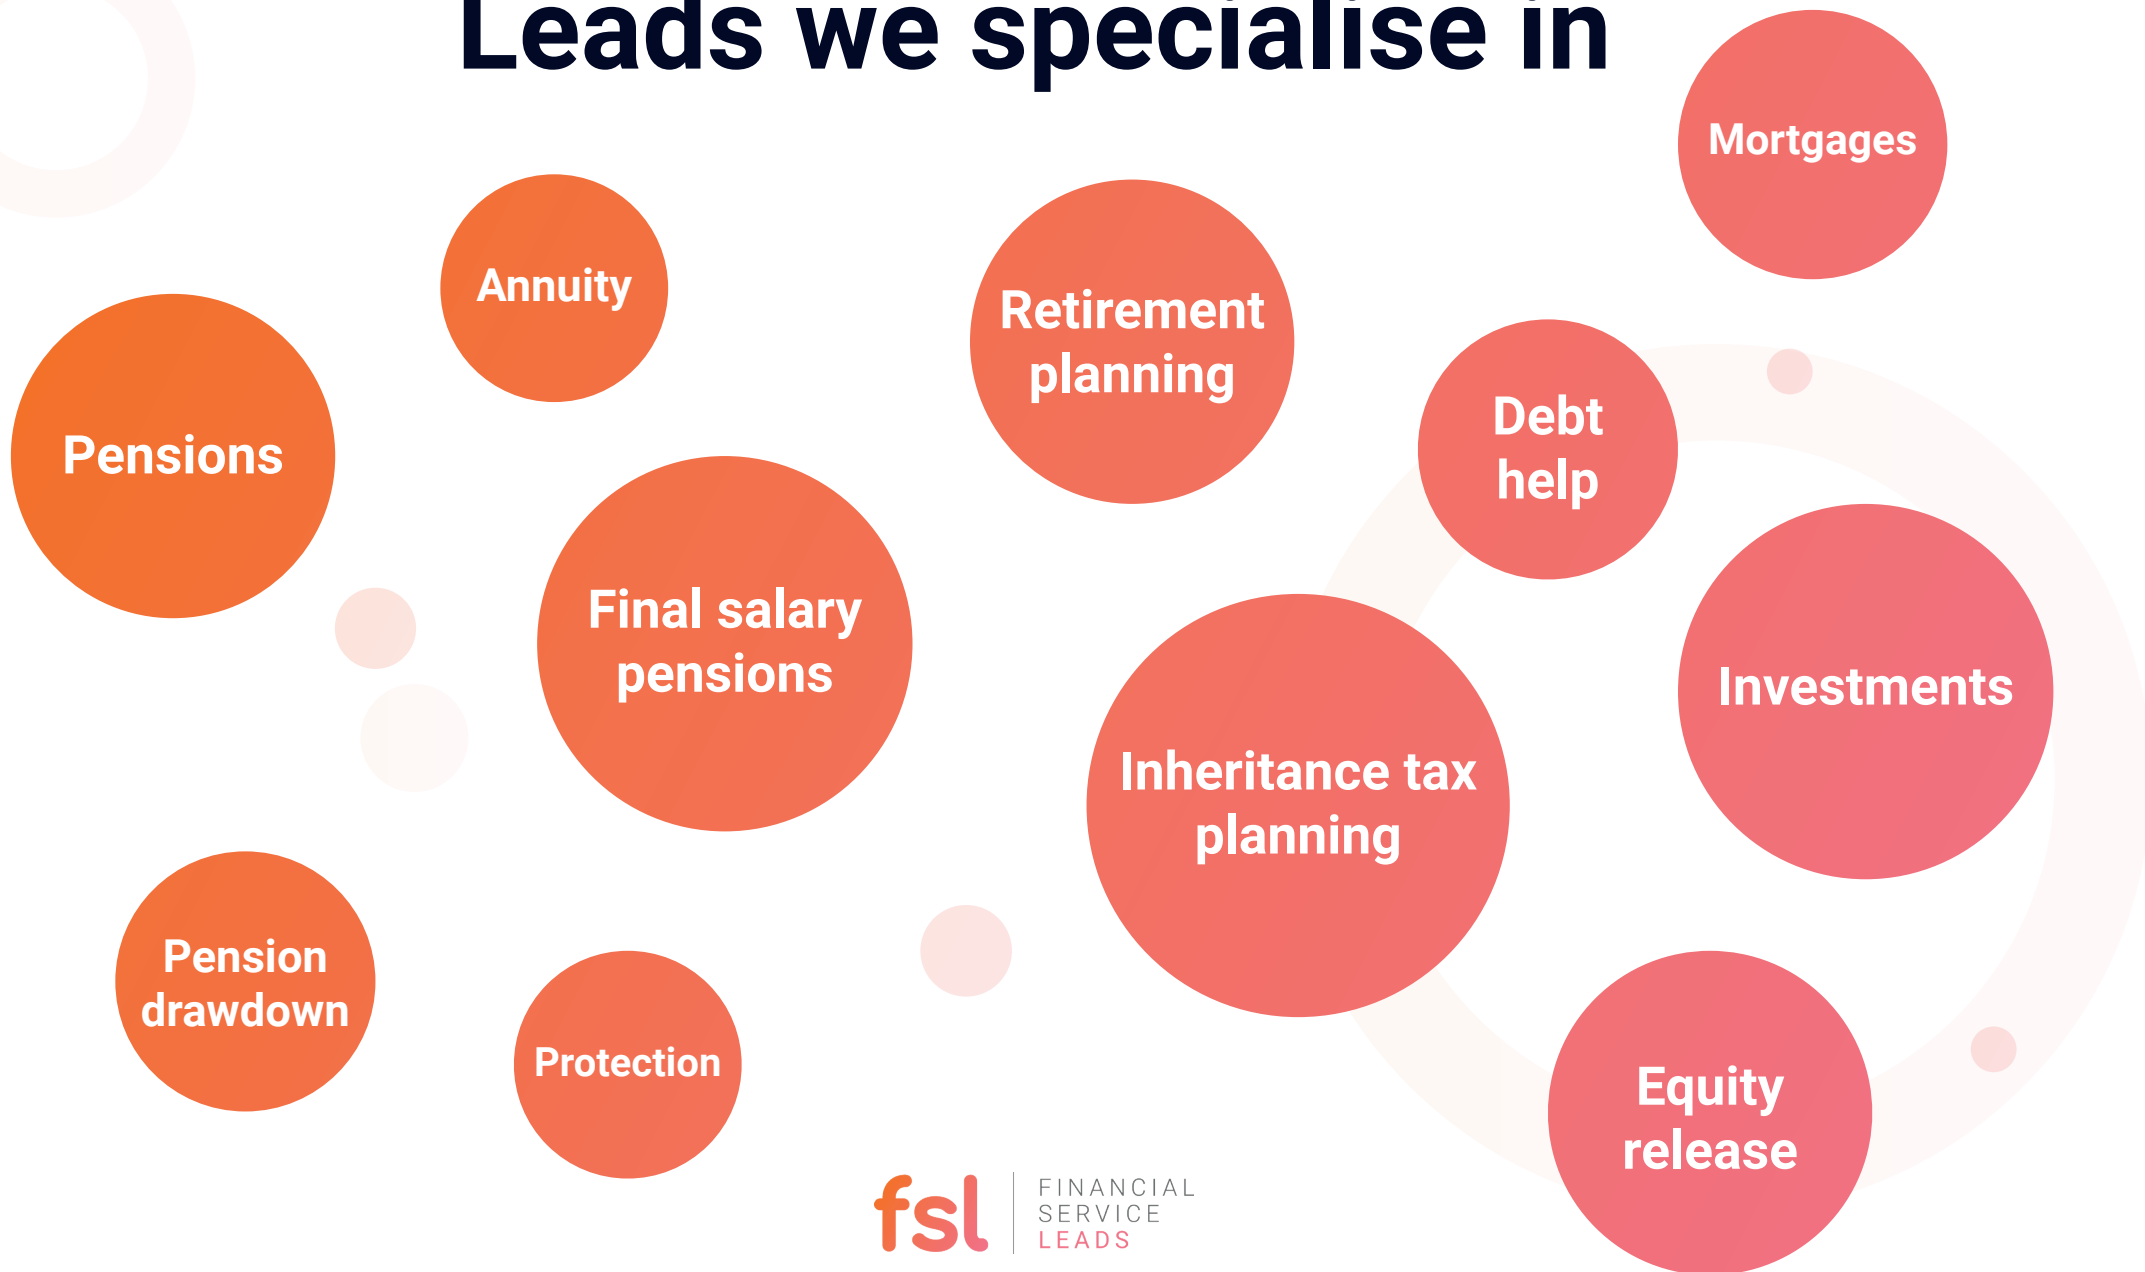 Leads we specialise in
Mortgages
Annuity
Retirement
planning
Debt
help
Pensions
Final salary
pensions
Investments
Inheritance tax
planning
Pension
drawdown
Protection
Equity
release
fsl
FINANCIAL
SERVICE
LEADS